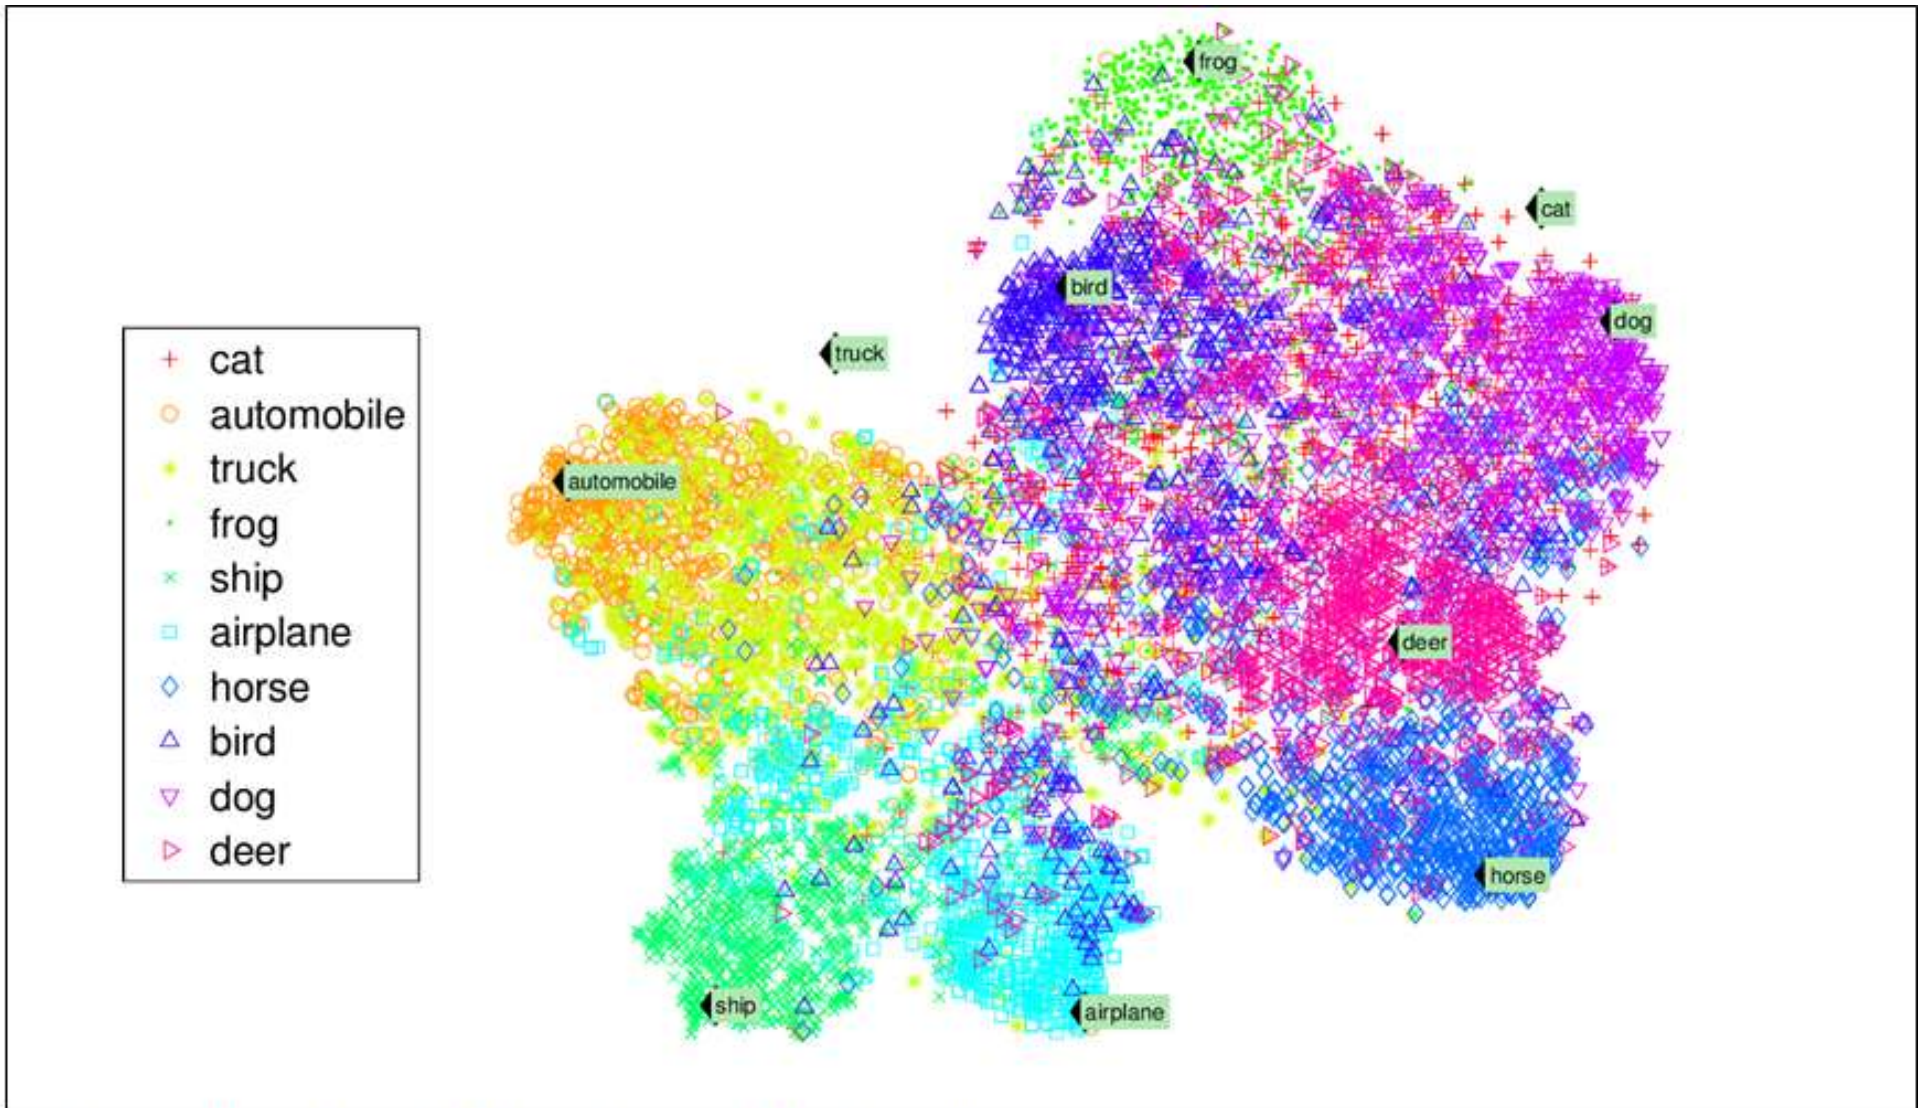 frog
cat
bird
dog
truck
cat
automobile
truck
frog
ship
airplane
horse
bird
dog
deer
automobile
deer
horse
ship
airplane